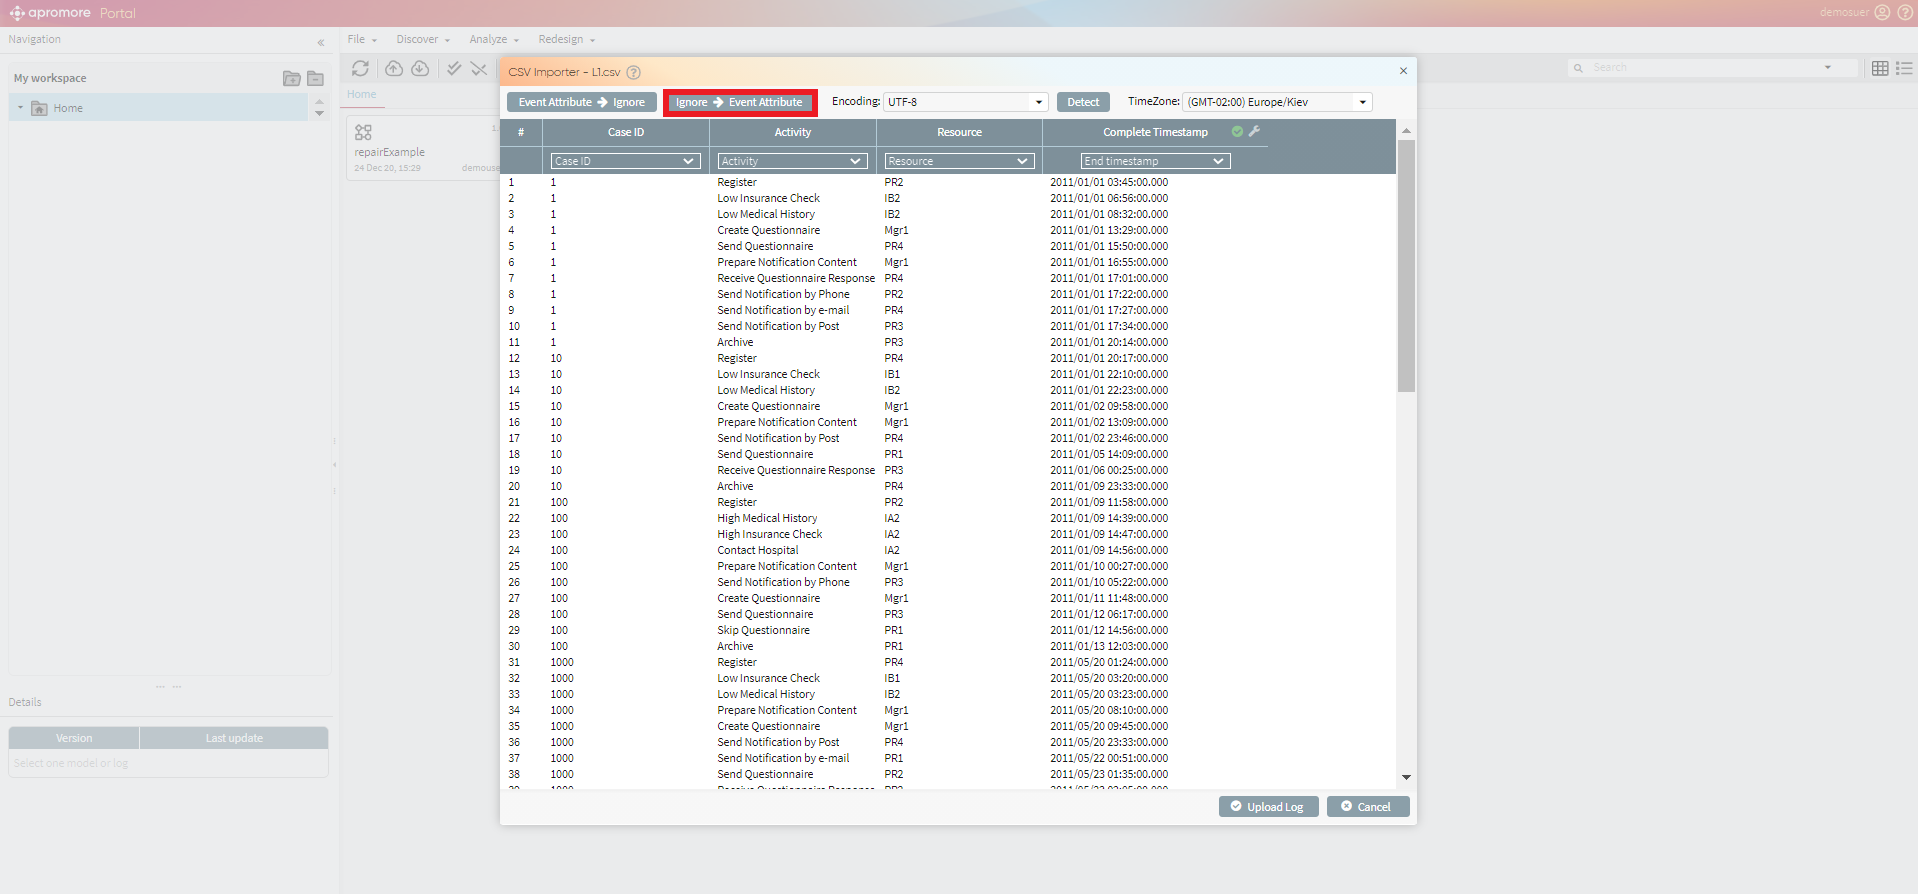 apromore Portal
demosuer
Navigation
File Discover Analyze Redesign
My workspace
Home
Home
Search
repairExample
24 Dec 20, 15:29 demouse
CSV Importer - L1.csv
Event Attribute → Ignore Ignore → Event Attribute Encoding: UTF-8 Detect TimeZone: (GMT-02:00) Europe/Kiev
# Case ID Activity Resource Complete Timestamp
Case ID Activity Resource End timestamp
1 1 Register PR2 2011/01/01 03:45:00.000
2 1 Low Insurance Check IB2 2011/01/01 06:56:00.000
3 1 Low Medical History IB2 2011/01/01 08:32:00.000
4 1 Create Questionnaire Mgr1 2011/01/01 13:29:00.000
5 1 Send Questionnaire PR4 2011/01/01 15:50:00.000
6 1 Prepare Notification Content Mgr1 2011/01/01 16:55:00.000
7 1 Receive Questionnaire Response PR4 2011/01/01 17:01:00.000
8 1 Send Notification by Phone PR2 2011/01/01 17:22:00.000
9 1 Send Notification by e-mail PR4 2011/01/01 17:27:00.000
10 1 Send Notification by Post PR3 2011/01/01 17:34:00.000
11 1 Archive PR3 2011/01/01 20:14:00.000
12 10 Register PR4 2011/01/01 20:17:00.000
13 10 Low Insurance Check IB1 2011/01/01 22:10:00.000
14 10 Low Medical History IB2 2011/01/01 22:23:00.000
15 10 Create Questionnaire Mgr1 2011/01/02 09:58:00.000
16 10 Prepare Notification Content Mgr1 2011/01/02 13:09:00.000
17 10 Send Notification by Post PR4 2011/01/02 23:46:00.000
18 10 Send Questionnaire PR1 2011/01/05 14:09:00.000
19 10 Receive Questionnaire Response PR3 2011/01/06 00:25:00.000
20 10 Archive PR4 2011/01/09 23:33:00.000
21 100 Register PR2 2011/01/09 11:58:00.000
22 100 High Medical History IA2 2011/01/09 14:39:00.000
23 100 High Insurance Check IA2 2011/01/09 14:47:00.000
24 100 Contact Hospital IA2 2011/01/09 14:56:00.000
25 100 Prepare Notification Content Mgr1 2011/01/10 00:27:00.000
26 100 Send Notification by Phone PR3 2011/01/10 05:22:00.000
27 100 Create Questionnaire Mgr1 2011/01/11 11:48:00.000
28 100 Send Questionnaire PR3 2011/01/12 06:17:00.000
29 100 Skip Questionnaire PR1 2011/01/12 14:56:00.000
30 100 Archive PR1 2011/01/13 12:03:00.000
31 1000 Register PR4 2011/05/20 01:24:00.000
32 1000 Low Insurance Check IB1 2011/05/20 03:20:00.000
33 1000 Low Medical History IB2 2011/05/20 03:23:00.000
34 1000 Prepare Notification Content Mgr1 2011/05/20 08:10:00.000
35 1000 Create Questionnaire Mgr1 2011/05/20 09:45:00.000
36 1000 Send Notification by Post PR4 2011/05/20 23:33:00.000
37 1000 Send Notification by e-mail PR1 2011/05/22 00:51:00.000
38 1000 Send Questionnaire PR2 2011/05/23 01:35:00.000
Upload Log Cancel
Details
Version Last update
Select one model or log